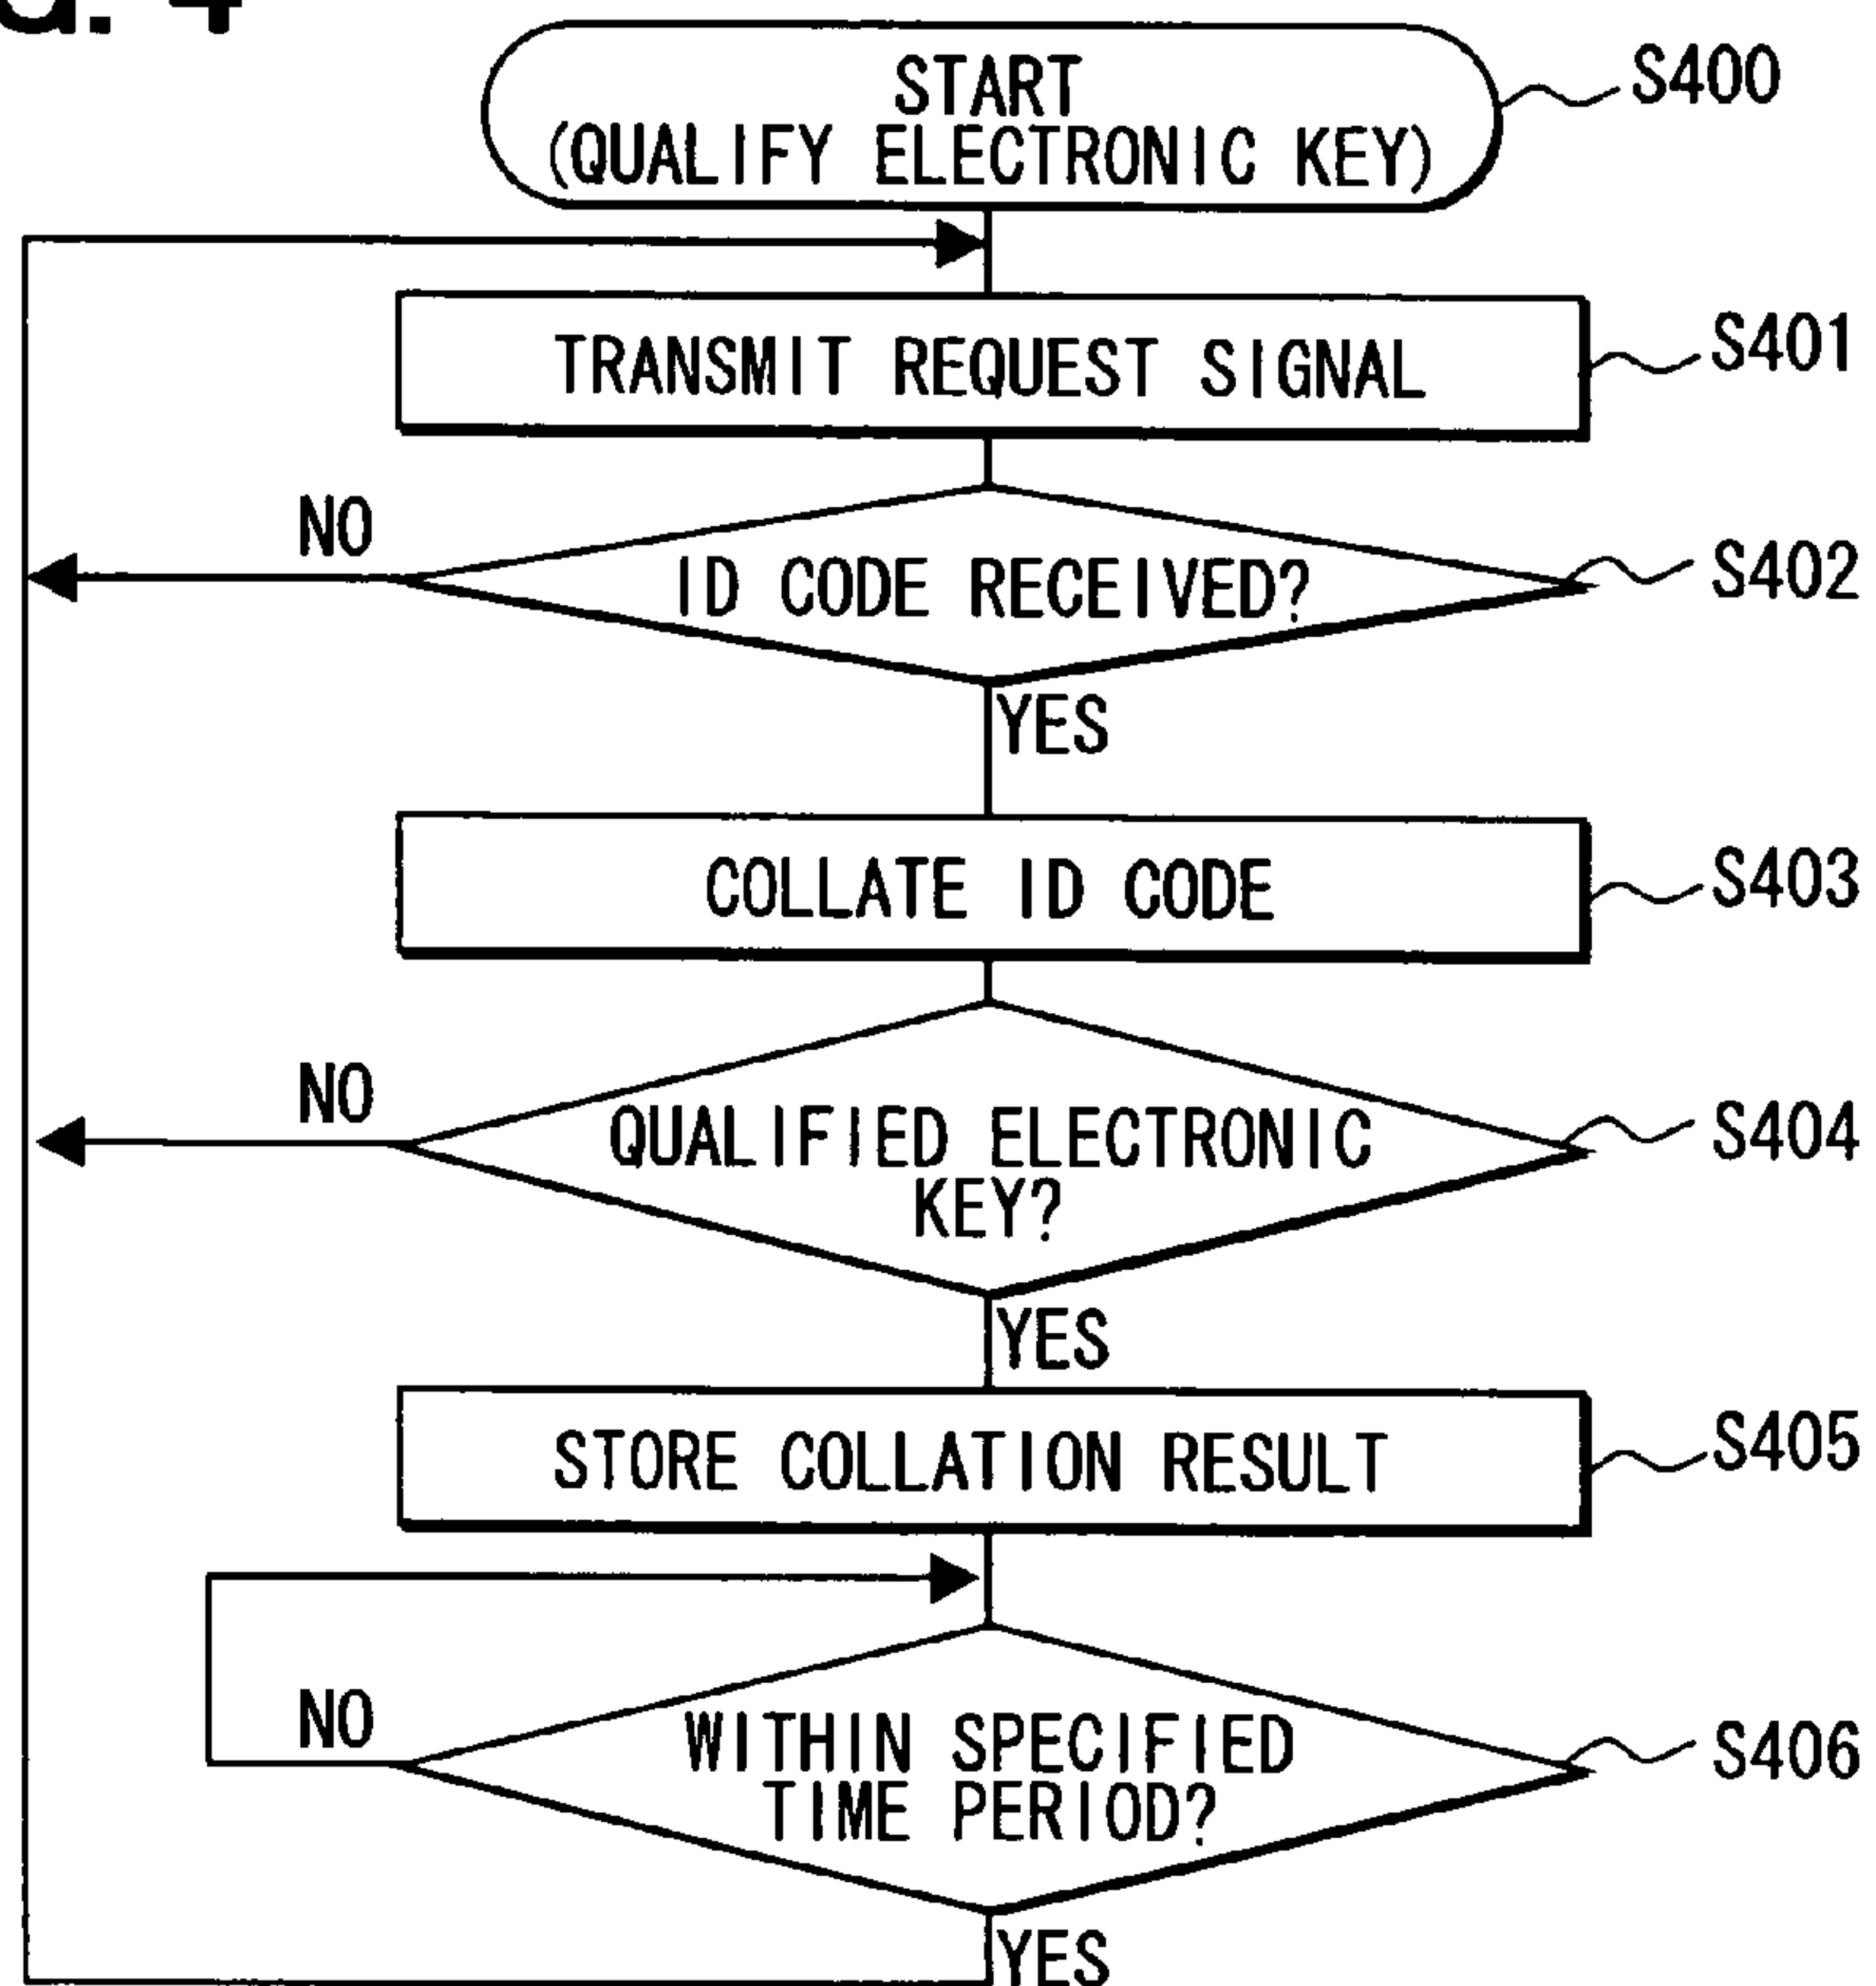 4
START
S400
(QUALIFY ELECTRONIC KEY)
TRANSMIT REQUEST SIGNAL
S401
NO
ID CODE RECEIVED?
S402
YES
COLLATE ID CODE
S403
NO
QUALIFIED ELECTRONIC
KEY?
S404
YES
STORE COLLATION RESULT
S405
NO
WITHIN SPECIFIED
TIME PERIOD?
S406
YES